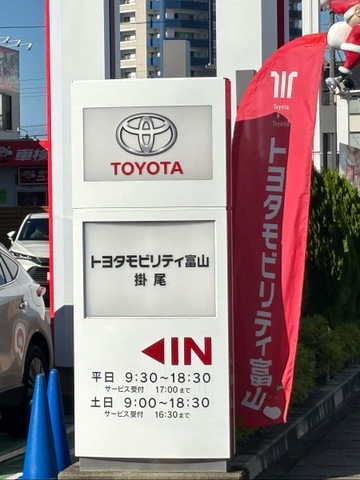 TOYOTA
トヨタモビリティ富山
掛尾
◀IN
平日 9:30～18:30
サービス受付 17:00まで
土日 9:00～18:30
サービス受付 16:30まで
Toyota
トヨタモビリティ富山
車検